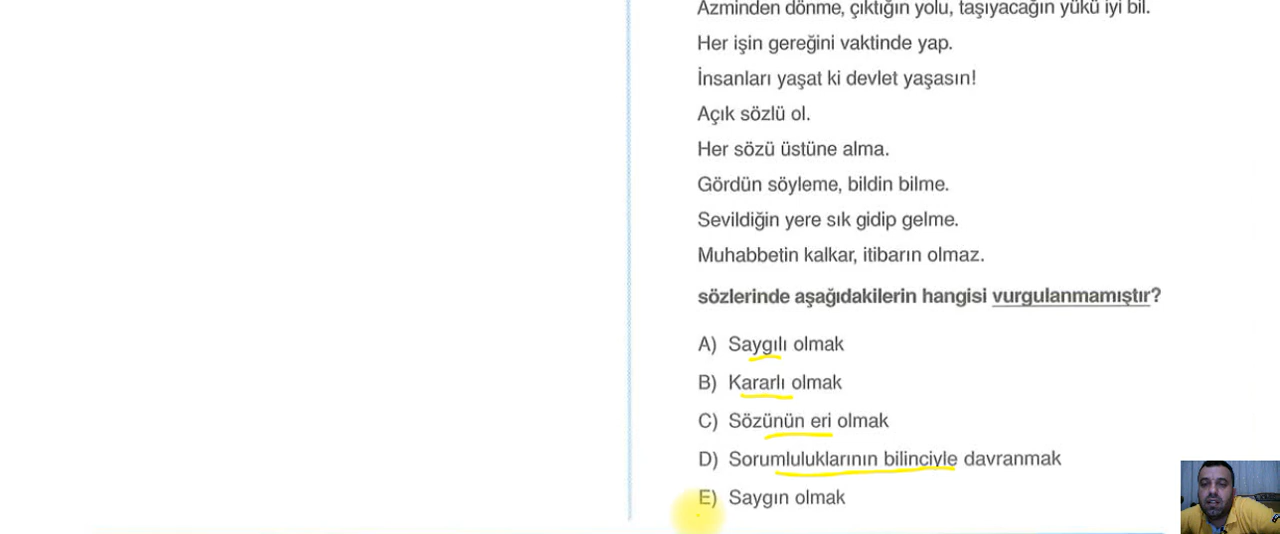 Azminden dönme, çıktığın yolu, taşıyacağın yükü iyi bil.
Her işin gereğini vaktinde yap.
İnsanları yaşat ki devlet yaşasın!
Açık sözlü ol.
Her sözü üstüne alma.
Gördün söyleme, bildin bilme.
Sevildiğin yere sık gidip gelme.
Muhabbetin kalkar, itibarın olmaz.
sözlerinde aşağıdakilerin hangisi vurgulanmamıştır?
A) Saygılı olmak
B) Kararlı olmak
C) Sözünün eri olmak
D) Sorumluluklarının bilinciyle davranmak
E) Saygın olmak